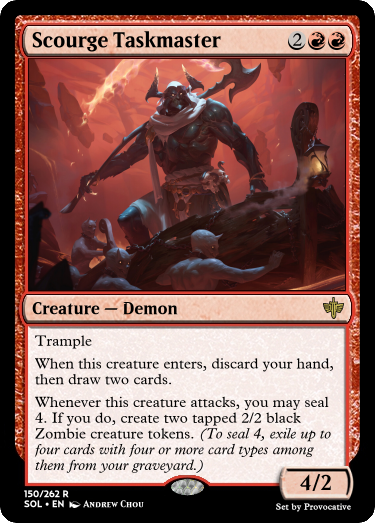 Scourge Taskmaster 2
Creature — Demon
Trample
When this creature enters, discard your hand,
then draw two cards.
Whenever this creature attacks, you may seal
4. If you do, create two tapped 2/2 black
Zombie creature tokens. (To seal 4, exile up to
four cards with four or more card types among
them from your graveyard.)
4/2
150/262 R
SOL • EN Andrew Chou
Set by Provocative